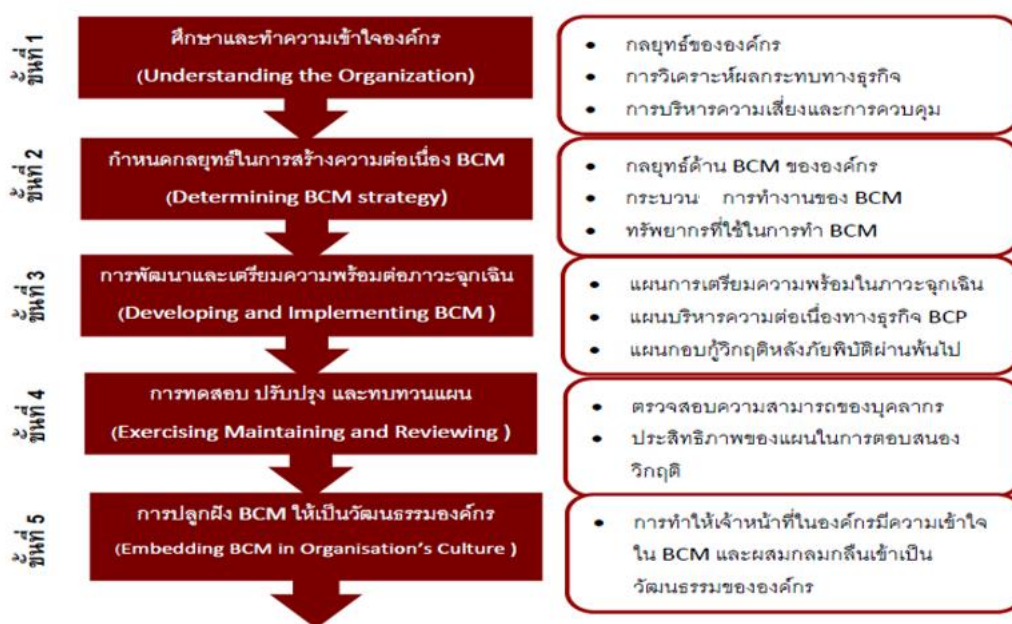 ขั้นที่ 1
ศึกษาและทำความเข้าใจองค์กร
(Understanding the Organization)
• กลยุทธ์ขององค์กร
• การวิเคราะห์ผลกระทบทางธุรกิจ
• การบริหารความเสี่ยงและการควบคุม
ขั้นที่ 2
กำหนดกลยุทธ์ในการสร้างความต่อเนื่อง BCM
(Determining BCM strategy)
• กลยุทธ์ด้าน BCM ขององค์กร
• กระบวน การทำงานของ BCM
• ทรัพยากรที่ใช้ในการทำ BCM
ขั้นที่ 3
การพัฒนาและเตรียมความพร้อมต่อภาวะฉุกเฉิน
(Developing and Implementing BCM )
• แผนการเตรียมความพร้อมในภาวะฉุกเฉิน
• แผนบริหารความต่อเนื่องทางธุรกิจ BCP
• แผนกอบกู้วิกฤติหลังภัยพิบัติผ่านพ้นไป
ขั้นที่ 4
การทดสอบ ปรับปรุง และทบทวนแผน
(Exercising Maintaining and Reviewing )
• ตรวจสอบความสามารถของบุคลากร
• ประสิทธิภาพของแผนในการตอบสนอง
วิกฤติ
ขั้นที่ 5
การปลูกฝัง BCM ให้เป็นวัฒนธรรมองค์กร
(Embedding BCM in Organisation's Culture )
• การทำให้เจ้าหน้าที่ในองค์กรมีความเข้าใจ
ใน BCM และผสมกลมกลืนเข้าเป็น
วัฒนธรรมขององค์กร